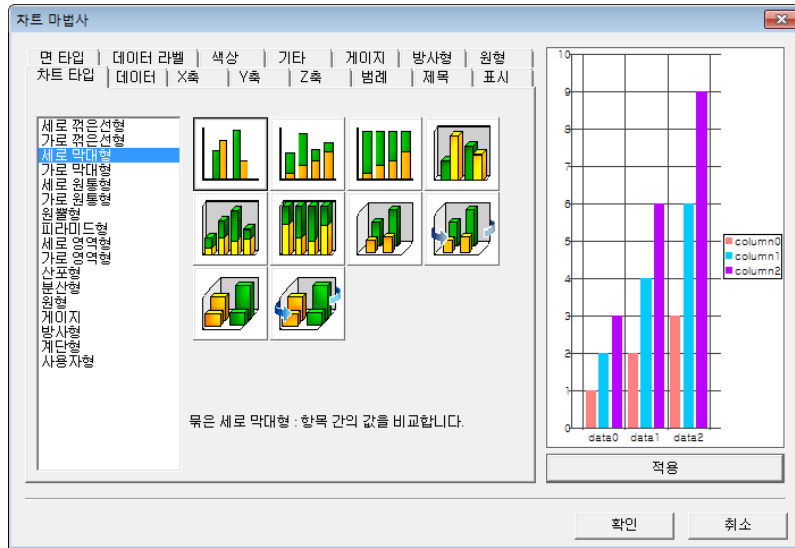 차트 마법사
면 타입 데이터 라벨 색상 기타 게이지 방사형 원형
차트 타입 데이터 X축 Y축 Z축 범례 제목 표시
세로 꺾은선형
가로 꺾은선형
세로 막대형
가로 막대형
세로 원통형
가로 원통형
원뿔형
피라미드형
세로 영역형
가로 영역형
산포형
분산형
원형
게이지
방사형
계단형
사용자형
묶은 세로 막대형 : 항목 간의 값을 비교합니다.
10
9
8
7
6
5
4
3
2
1
0
data0 data1 data2
column0
column1
column2
적용
확인 취소